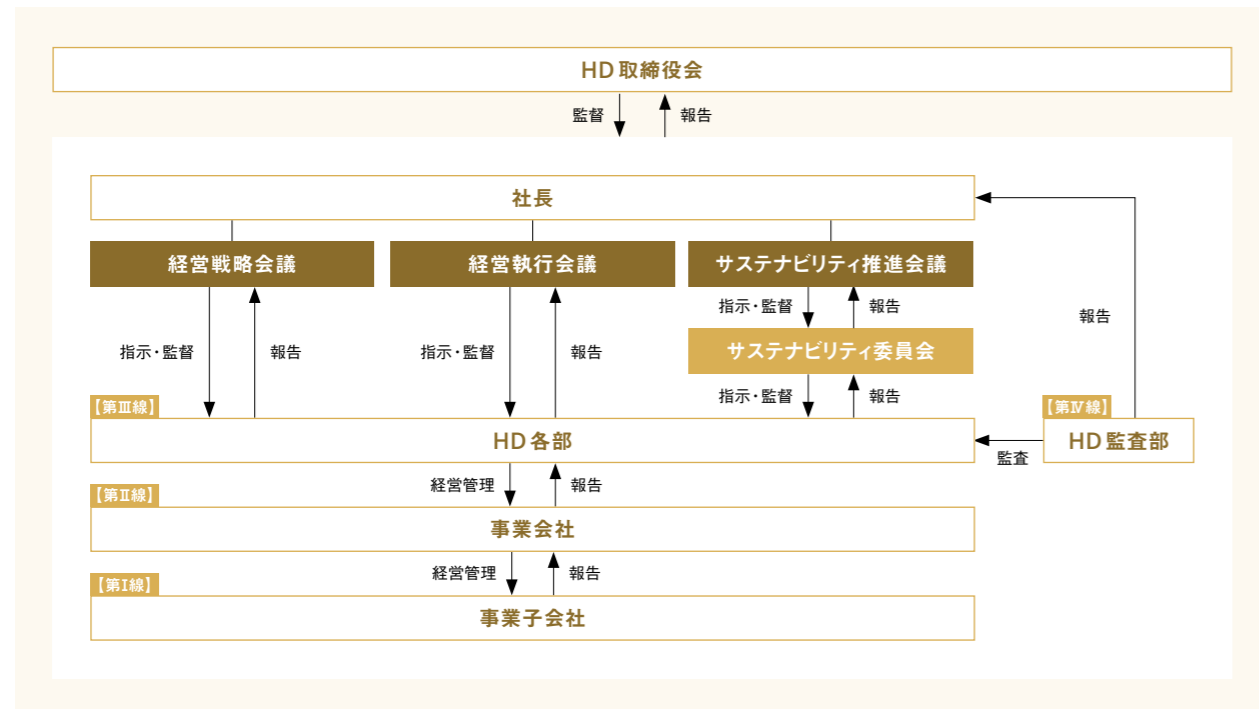 HD取締役会
監督
報告
社長
経営戦略会議
経営執行会議
サステナビリティ推進会議
指示・監督
報告
報告
サステナビリティ委員会
指示・監督
報告
指示・監督
報告
指示・監督
報告
【第Ⅲ線】
【第Ⅳ線】
HD各部
HD監査部
監査
経営管理
報告
【第Ⅱ線】
事業会社
経営管理
報告
【第Ⅰ線】
事業子会社